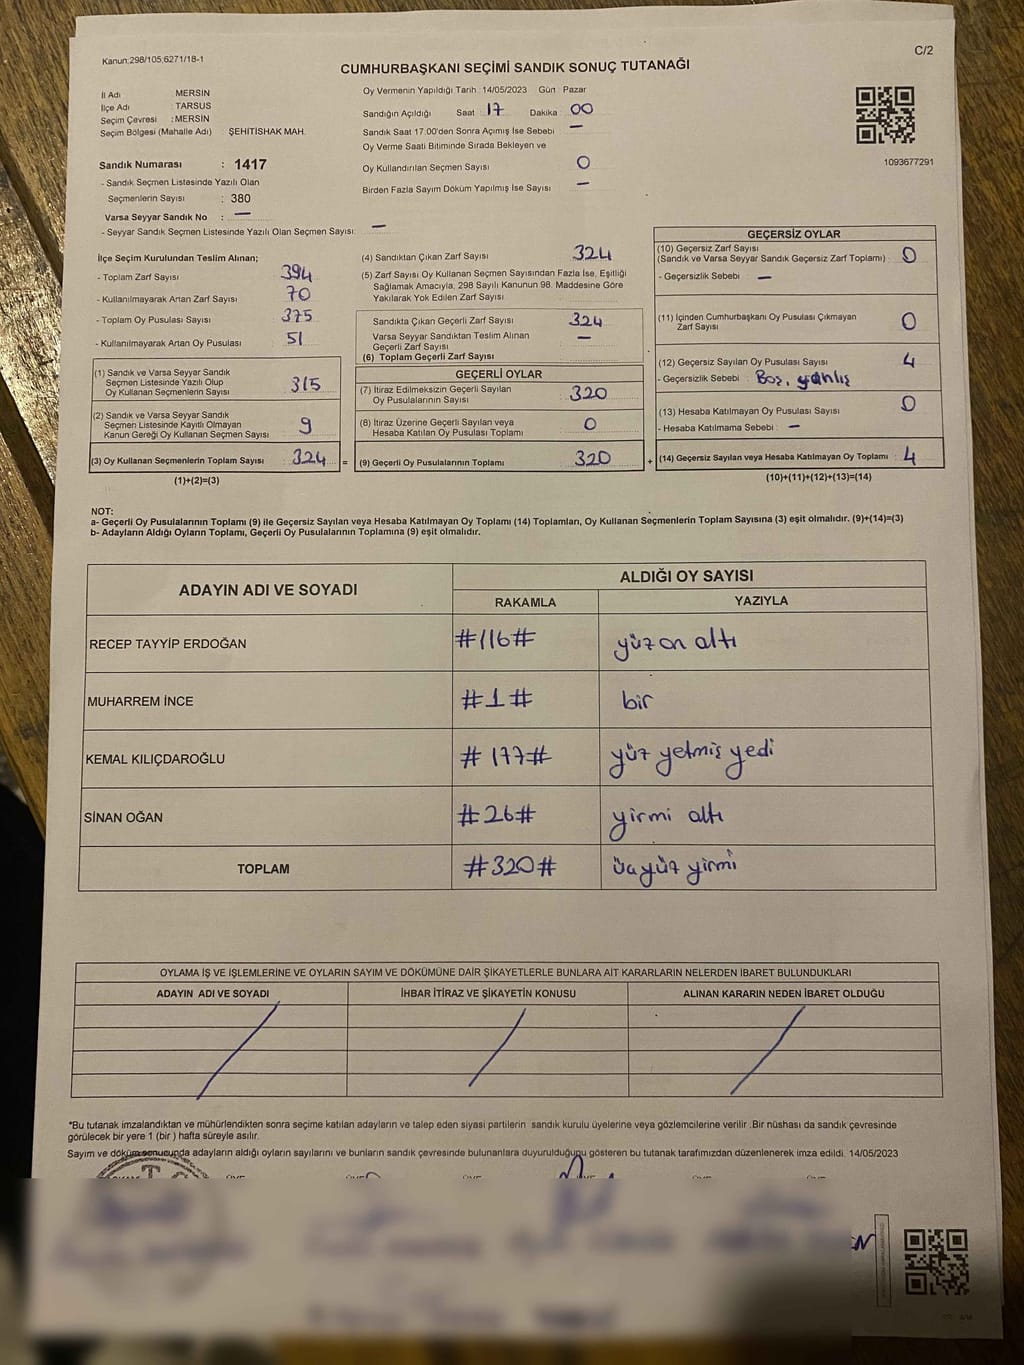 Kanun;298/105;6271/18-1
C/2
CUMHURBAŞKANI SEÇİMİ SANDIK SONUÇ TUTANAĞI
İl Adı MERSIN
İlçe Adı TARSUS
Seçim Çevresi :MERSIN
Seçim Bölgesi (Mahalle Adı) ŞEHİTİSHAK MAH.
Sandık Numarası : 1417
- Sandık Seçmen Listesinde Yazılı Olan
Seçmenlerin Sayısı : 380
Varsa Seyyar Sandık No : —
- Seyyar Sandık Seçmen Listesinde Yazılı Olan Seçmen Sayısı: —
Oy Vermenin Yapıldığı Tarih :14/05/2023 Gün Pazar
Sandığın Açıldığı Saat 17 Dakika 00
Sandık Saat 17.00'den Sonra Açımış İse Sebebi —
Oy Verme Saati Bitiminde Sırada Bekleyen ve
Oy Kullandırılan Seçmen Sayısı 0
Birden Fazla Sayım Döküm Yapılmış İse Sayısı —
1093677291
İlçe Seçim Kurulundan Teslim Alınan;
- Toplam Zarf Sayısı 394
- Kullanılmayarak Artan Zarf Sayısı 70
- Toplam Oy Pusulası Sayısı 375
- Kullanılmayarak Artan Oy Pusulası 51
(1) Sandık ve Varsa Seyyar Sandık
Seçmen Listesinde Yazılı Olup
Oy Kullanan Seçmenlerin Sayısı 315
(2) Sandık ve Varsa Seyyar Sandık
Seçmen Listesinde Kayıtlı Olmayan
Kanun Gereği Oy Kullanan Seçmen Sayısı 9
(3) Oy Kullanan Seçmenlerin Toplam Sayısı 324 =
(1)+(2)=(3)
(4) Sandıktan Çıkan Zarf Sayısı 324
(5) Zarf Sayısı Oy Kullanan Seçmen Sayısından Fazla İse, Eşitliği
Sağlamak Amacıyla, 298 Sayılı Kanunun 98. Maddesine Göre
Yakılarak Yok Edilen Zarf Sayısı
Sandıkta Çıkan Geçerli Zarf Sayısı 324
Varsa Seyyar Sandıktan Teslim Alınan
Geçerli Zarf Sayısı —
(6) Toplam Geçerli Zarf Sayısı
GEÇERLİ OYLAR
(7) İtiraz Edilmeksizin Geçerli Sayılan
Oy Pusulalarının Sayısı 320
(8) İtiraz Üzerine Geçerli Sayılan veya
Hesaba Katılan Oy Pusulası Toplamı 0
(9) Geçerli Oy Pusulalarının Toplamı 320 +
GEÇERSİZ OYLAR
(10) Geçersiz Zarf Sayısı
(Sandık ve Varsa Seyyar Sandık Geçersiz Zarf Toplamı) : 0
- Geçersizlik Sebebi : —
(11) İçinden Cumhurbaşkanı Oy Pusulası Çıkmayan
Zarf Sayısı 0
(12) Geçersiz Sayılan Oy Pusulası Sayısı 4
- Geçersizlik Sebebi : Boş, yanlış
(13) Hesaba Katılmayan Oy Pusulası Sayısı 0
- Hesaba Katılmama Sebebi : —
(14) Geçersiz Sayılan veya Hesaba Katılmayan Oy Toplamı : 4
(10)+(11)+(12)+(13)=(14)
NOT:
a- Geçerli Oy Pusulalarının Toplamı (9) ile Geçersiz Sayılan veya Hesaba Katılmayan Oy Toplamı (14) Toplamları, Oy Kullanan Seçmenlerin Toplam Sayısına (3) eşit olmalıdır. (9)+(14)=(3)
b- Adayların Aldığı Oyların Toplamı, Geçerli Oy Pusulalarının Toplamına (9) eşit olmalıdır.
ADAYIN ADI VE SOYADI
ALDIĞI OY SAYISI
RAKAMLA YAZIYLA
RECEP TAYYİP ERDOĞAN #116# yüz on altı
MUHARREM İNCE #1# bir
KEMAL KILIÇDAROĞLU #177# yüz yetmiş yedi
SİNAN OĞAN #26# yirmi altı
TOPLAM #320# üçyüz yirmi
OYLAMA İŞ VE İŞLEMLERİNE VE OYLARIN SAYIM VE DÖKÜMÜNE DAİR ŞİKAYETLERLE BUNLARA AİT KARARLARIN NELERDEN İBARET BULUNDUKLARI
ADAYIN ADI VE SOYADI İHBAR İTİRAZ VE ŞİKAYETİN KONUSU ALINAN KARARIN NEDEN İBARET OLDUĞU
*Bu tutanak imzalandıktan ve mühürlendikten sonra seçime katılan adayların ve talep eden siyasi partilerin sandık kurulu üyelerine veya gözlemcilerine verilir .Bir nüshası da sandık çevresinde
görülecek bir yere 1 (bir ) hafta süreyle asılır.
Sayım ve döküm sonucunda adayların aldığı oyların sayılarını ve bunların sandık çevresinde bulunanlara duyurulduğunu gösteren bu tutanak tarafımızdan düzenlenerek imza edildi. 14/05/2023